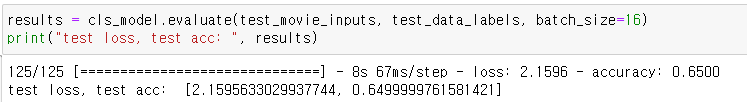 results = cls_model.evaluate(test_movie_inputs, test_data_labels, batch_size=16)
print("test loss, test acc: ", results)
125/125 [==============================] - 8s 67ms/step - loss: 2.1596 - accuracy: 0.6500
test loss, test acc:  [2.1595633029937744, 0.6499999761581421]